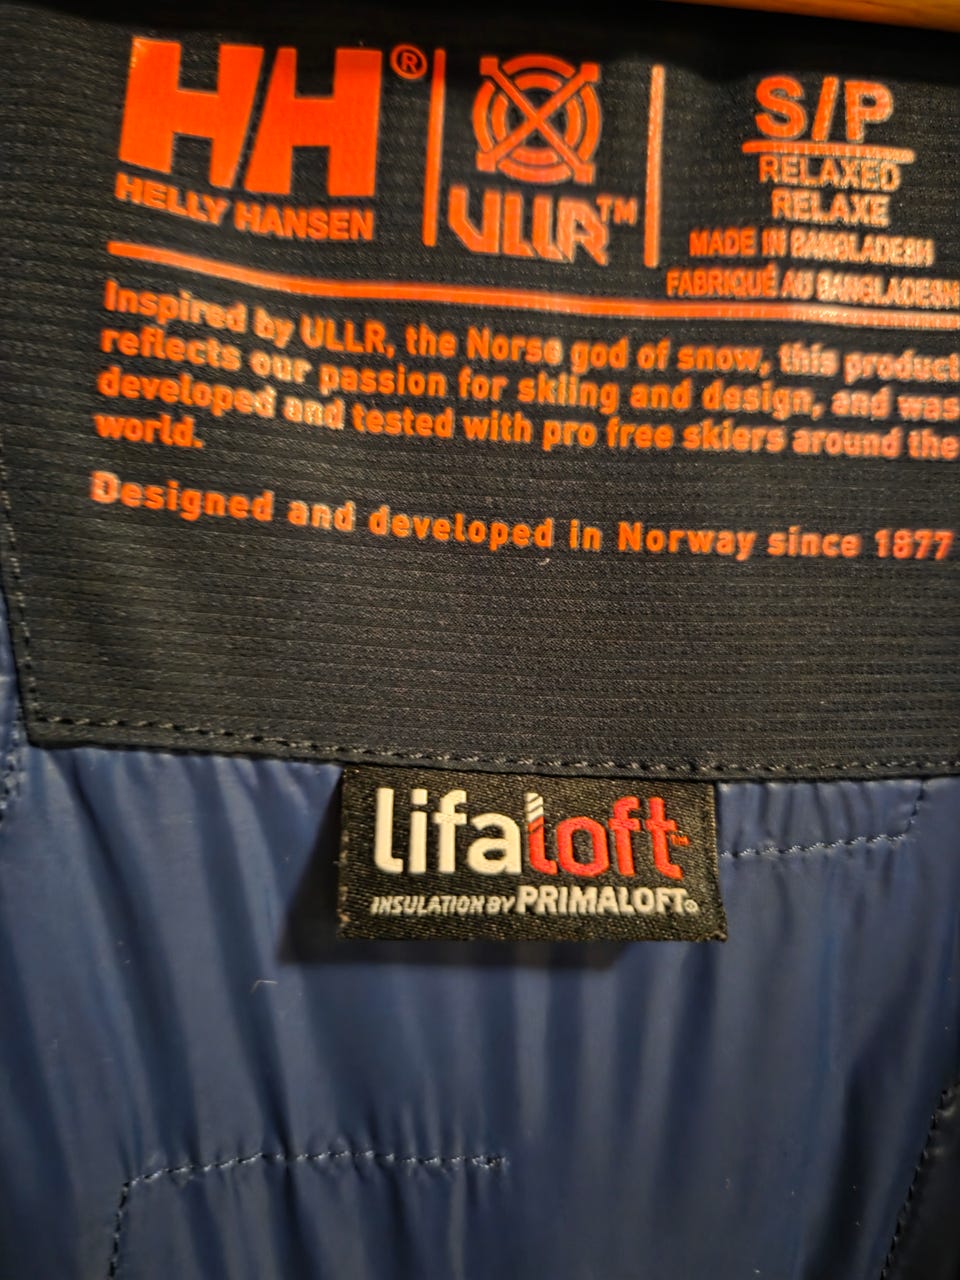 HH®
HELLY HANSEN
ULLR™
S/P
RELAXED
RELAXE
MADE IN BANGLADESH
FABRIQUÉ AU BANGLADESH
Inspired by ULLR, the Norse god of snow, this product
reflects our passion for skiing and design, and was
developed and tested with pro free skiers around the
world.
Designed and developed in Norway since 1877
lifaloft™
INSULATION BY PRIMALOFT®